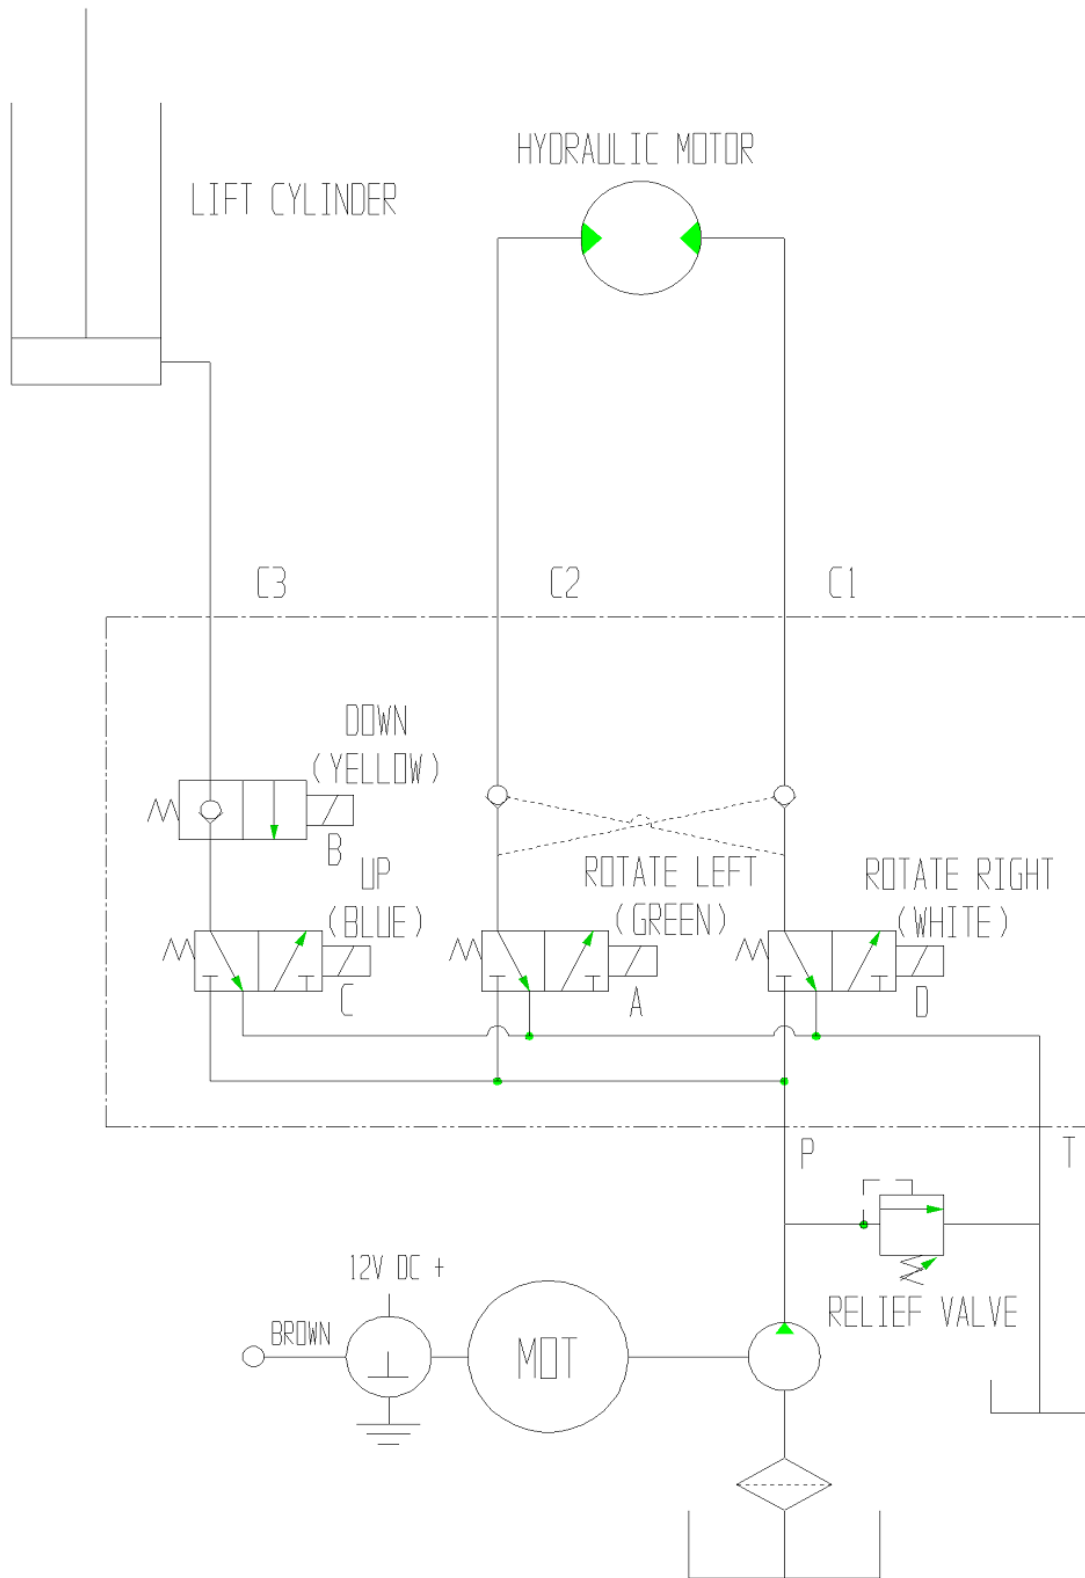 HYDRAULIC MOTOR
LIFT CYLINDER
C3
C2
C1
DOWN
(YELLOW)
B
UP
(BLUE)
C
ROTATE LEFT
(GREEN)
A
ROTATE RIGHT
(WHITE)
D
P
T
RELIEF VALVE
12V DC +
BROWN
MOT